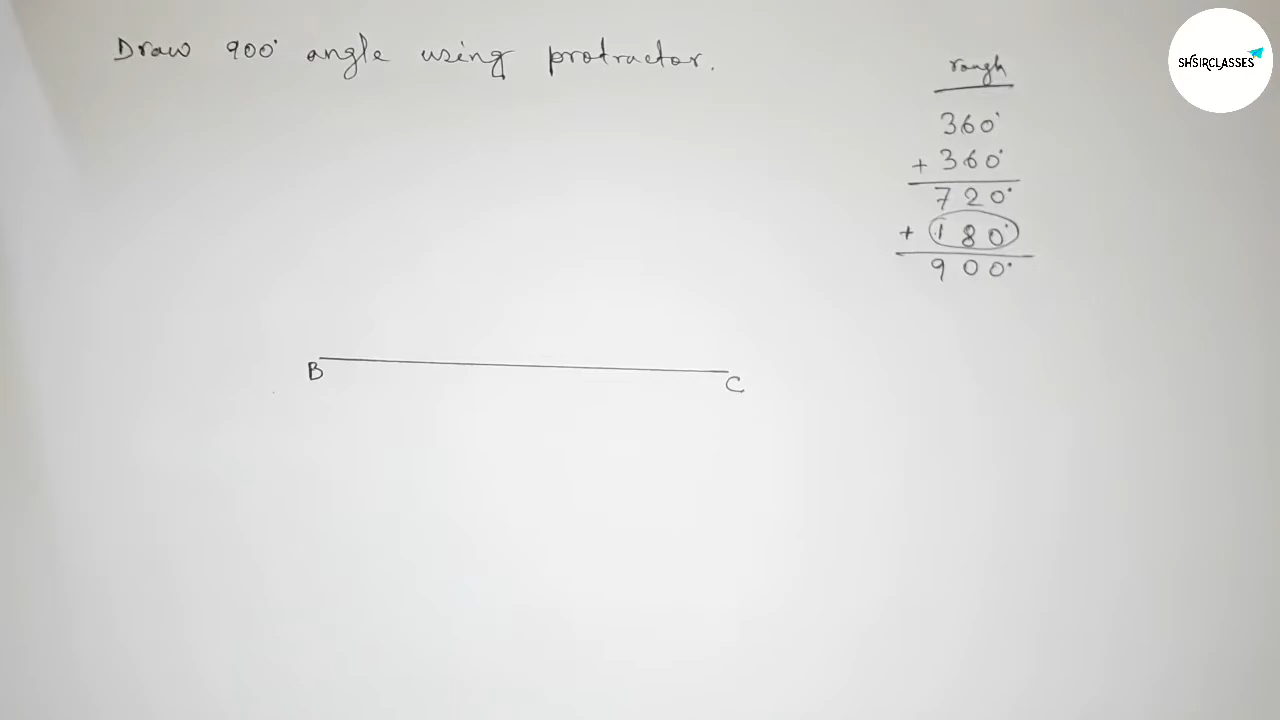 Draw 900° angle using protractor.
SHSIRCLASSES
rough
360°
+ 360°
720°
+ 180°
900°
B
C